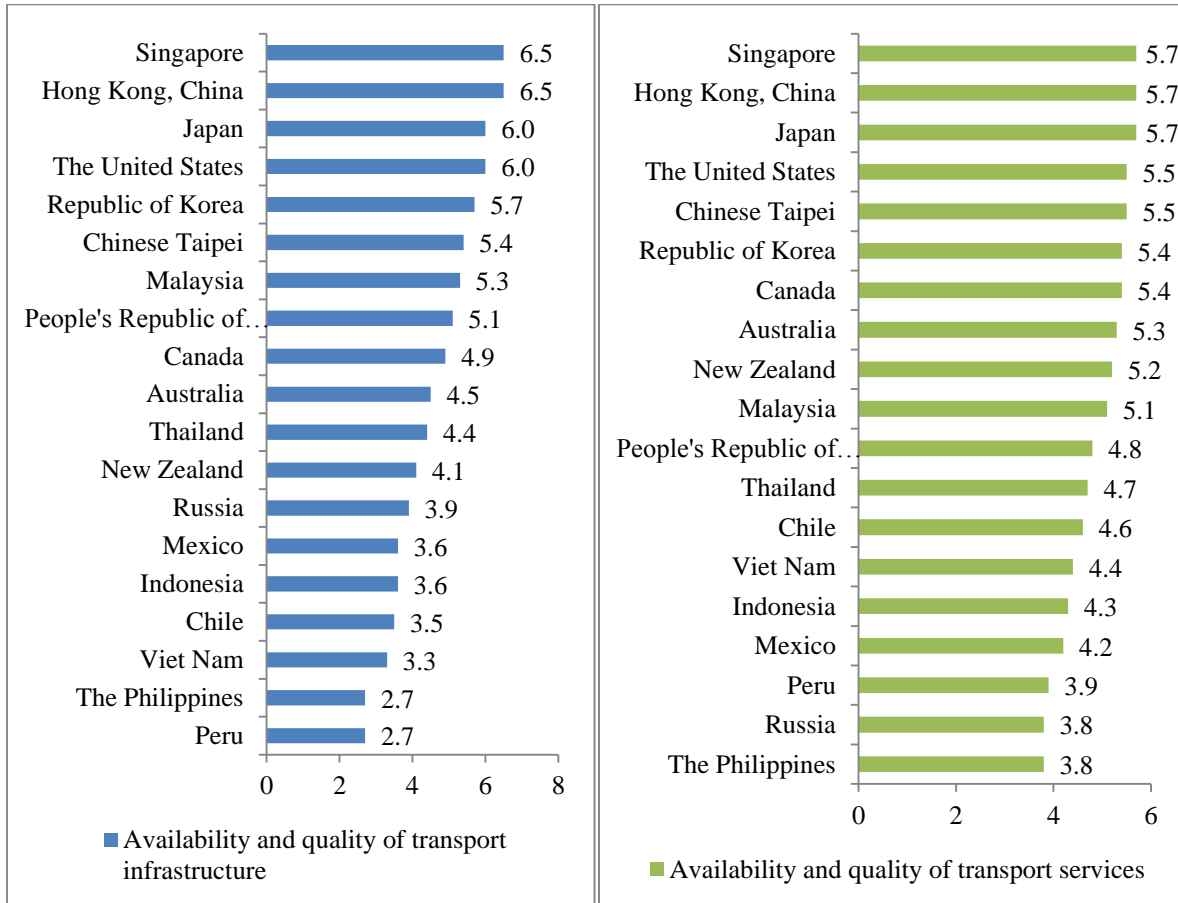 Singapore 6.5
Hong Kong, China 6.5
Japan 6.0
The United States 6.0
Republic of Korea 5.7
Chinese Taipei 5.4
Malaysia 5.3
People's Republic of… 5.1
Canada 4.9
Australia 4.5
Thailand 4.4
New Zealand 4.1
Russia 3.9
Mexico 3.6
Indonesia 3.6
Chile 3.5
Viet Nam 3.3
The Philippines 2.7
Peru 2.7
0 2 4 6 8
Availability and quality of transport
infrastructure
Singapore 5.7
Hong Kong, China 5.7
Japan 5.7
The United States 5.5
Chinese Taipei 5.5
Republic of Korea 5.4
Canada 5.4
Australia 5.3
New Zealand 5.2
Malaysia 5.1
People's Republic of… 4.8
Thailand 4.7
Chile 4.6
Viet Nam 4.4
Indonesia 4.3
Mexico 4.2
Peru 3.9
Russia 3.8
The Philippines 3.8
0 2 4 6
Availability and quality of transport services